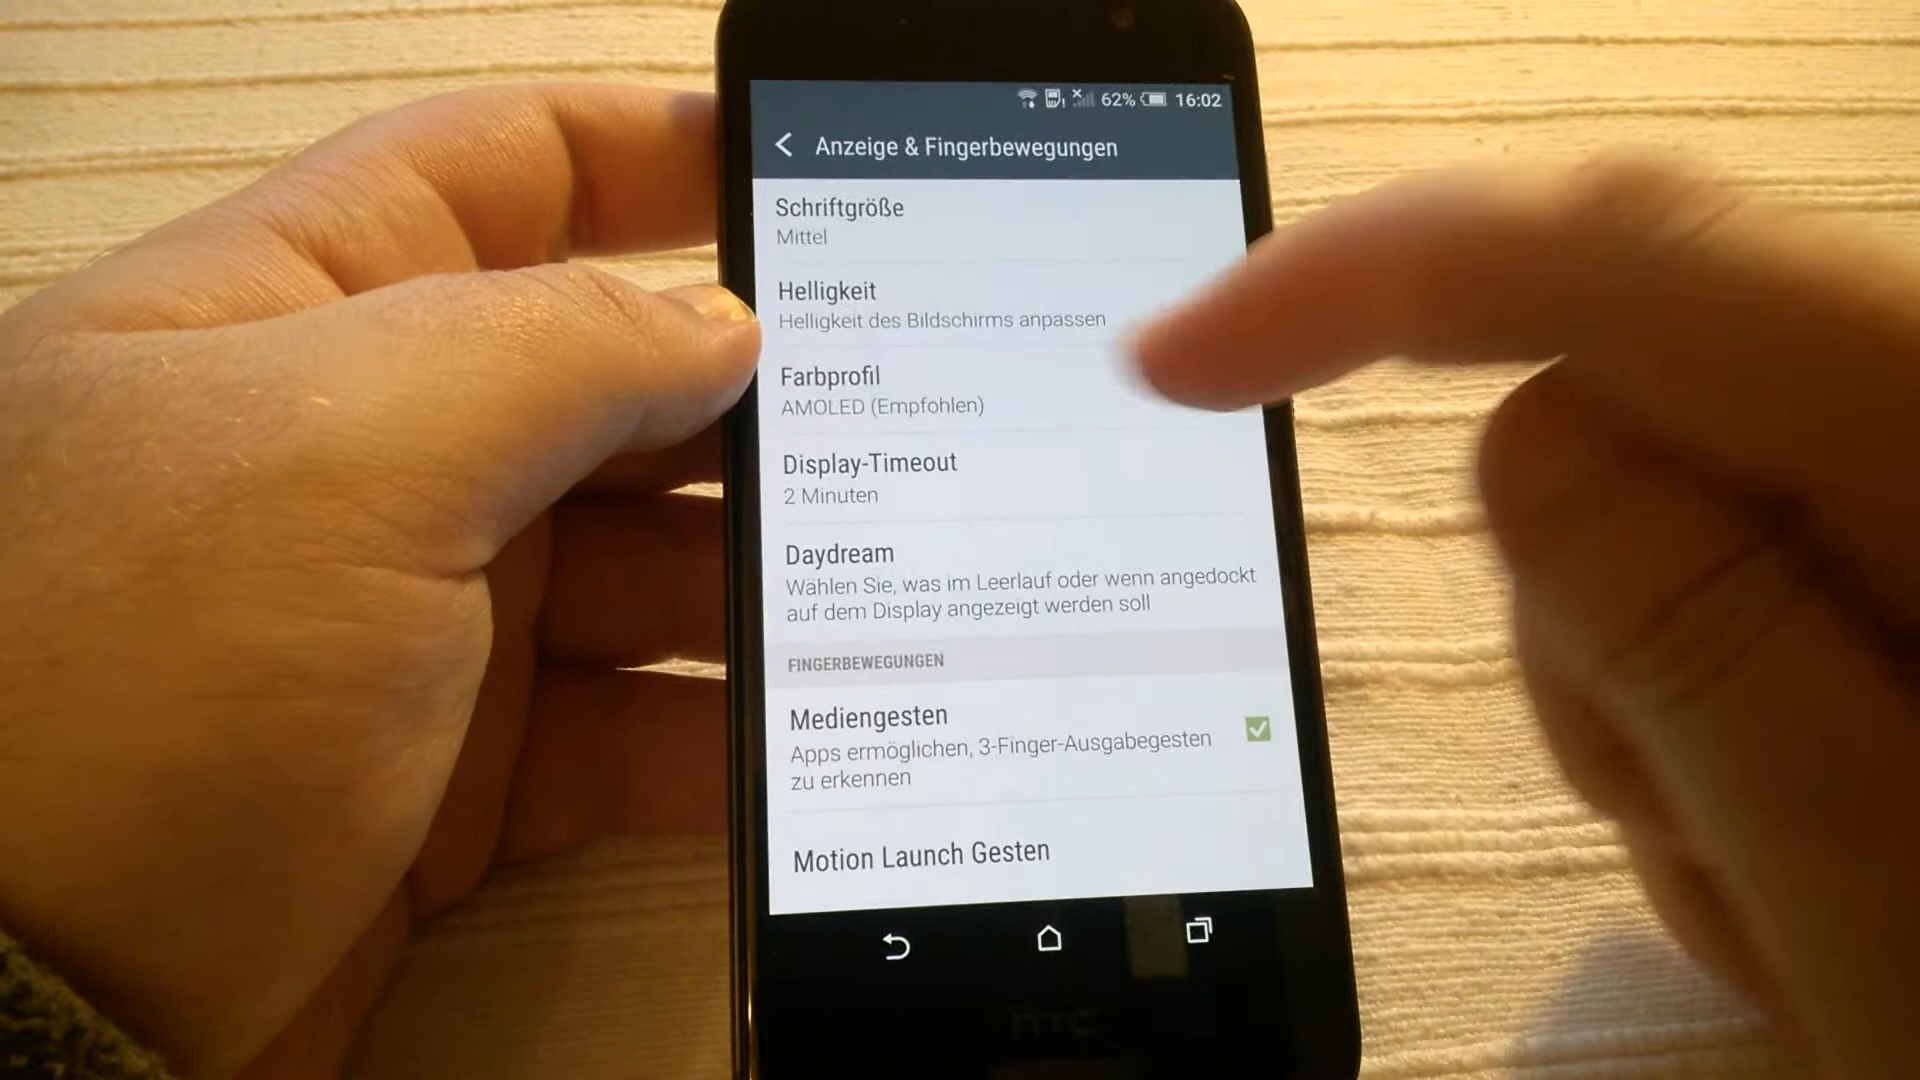 62% 16:02
Anzeige & Fingerbewegungen
Schriftgröße
Mittel
Helligkeit
Helligkeit des Bildschirms anpassen
Farbprofil
AMOLED (Empfohlen)
Display-Timeout
2 Minuten
Daydream
Wählen Sie, was im Leerlauf oder wenn angedockt
auf dem Display angezeigt werden soll
FINGERBEWEGUNGEN
Mediengesten
Apps ermöglichen, 3-Finger-Ausgabegesten
zu erkennen
Motion Launch Gesten
hTC